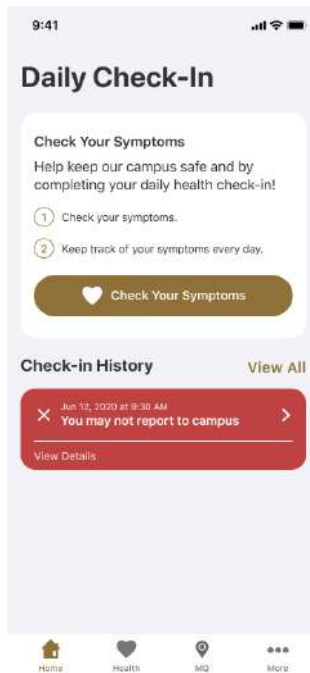 9:41
Daily Check-In
Check Your Symptoms
Help keep our campus safe and by
completing your daily health check-in!
1 Check your symptoms.
2 Keep track of your symptoms every day.
Check Your Symptoms
Check-in History View All
Jun 12, 2020 at 9:30 AM
You may not report to campus
View Details
Home Health MQ More